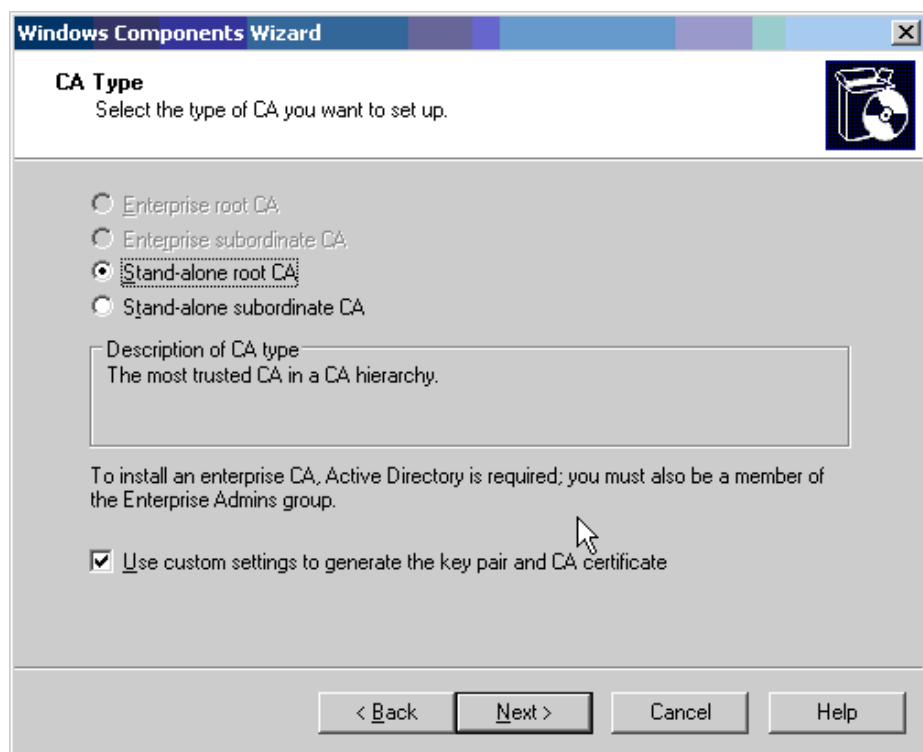 Windows Components Wizard
CA Type
Select the type of CA you want to set up.
Enterprise root CA
Enterprise subordinate CA
Stand-alone root CA
Stand-alone subordinate CA
Description of CA type
The most trusted CA in a CA hierarchy.
To install an enterprise CA, Active Directory is required; you must also be a member of
the Enterprise Admins group.
Use custom settings to generate the key pair and CA certificate
< Back
Next >
Cancel
Help